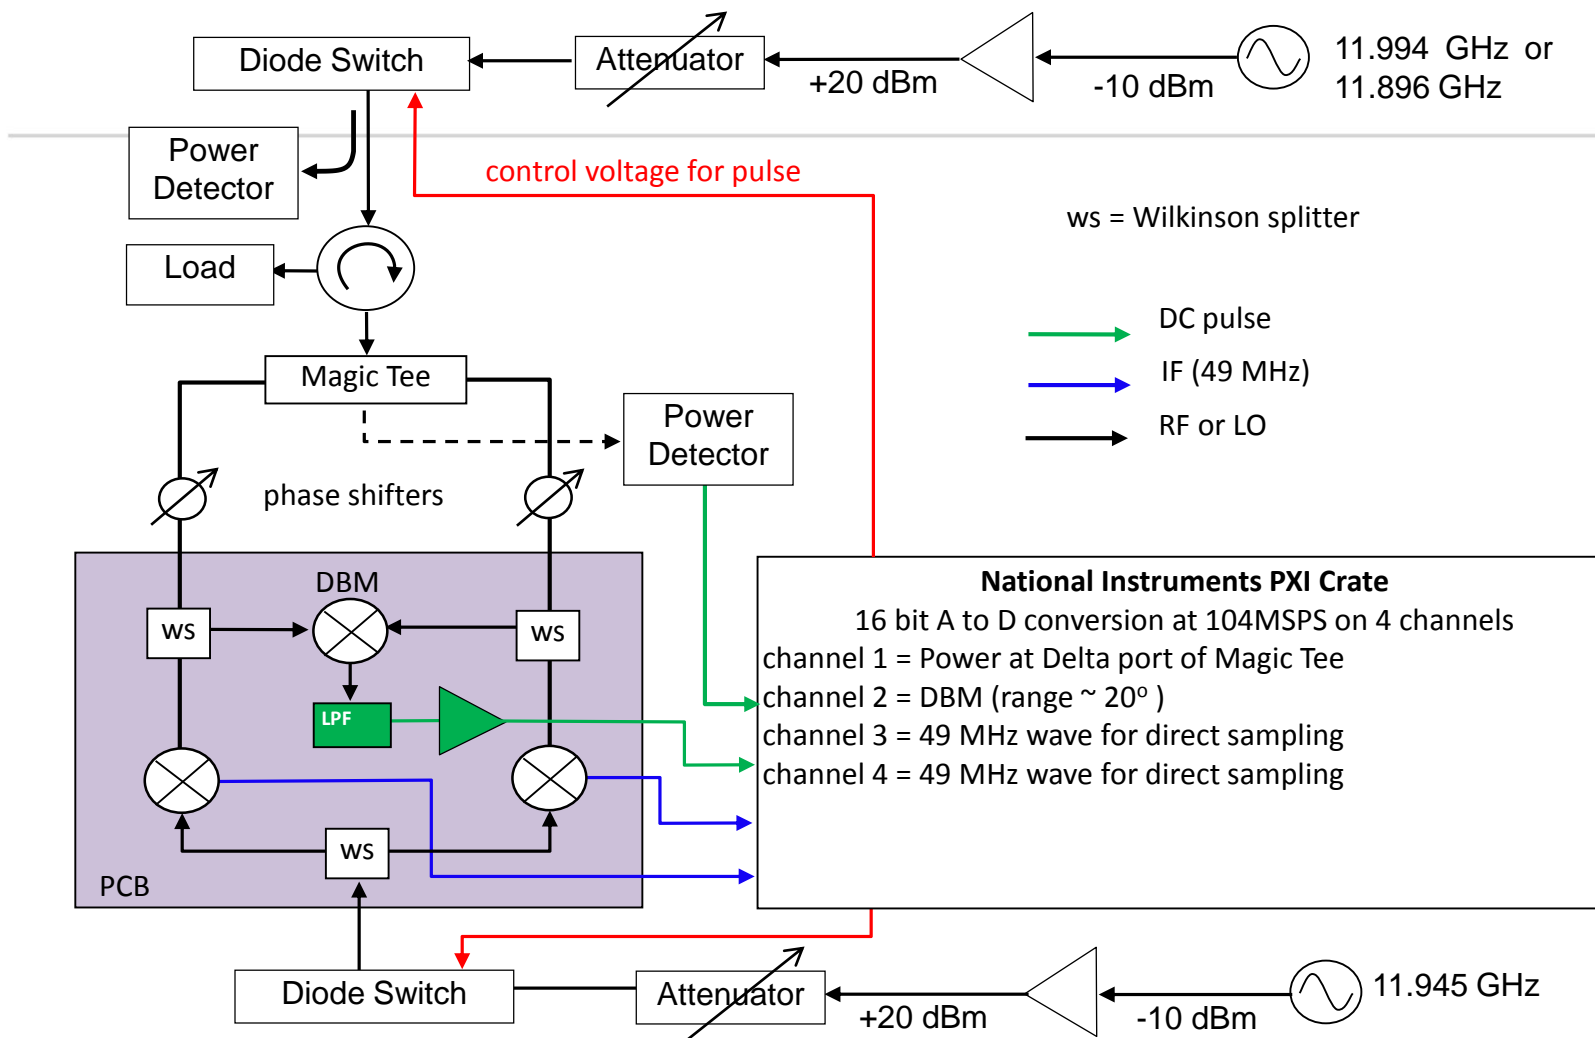 Diode Switch
Attenuator
+20 dBm
-10 dBm
11.994 GHz or
11.896 GHz
Power
Detector
control voltage for pulse
ws = Wilkinson splitter
Load
DC pulse
IF (49 MHz)
RF or LO
Magic Tee
Power
Detector
phase shifters
DBM
ws
ws
LPF
ws
PCB
National Instruments PXI Crate
16 bit A to D conversion at 104MSPS on 4 channels
channel 1 = Power at Delta port of Magic Tee
channel 2 = DBM (range ~ 20º )
channel 3 = 49 MHz wave for direct sampling
channel 4 = 49 MHz wave for direct sampling
Diode Switch
Attenuator
+20 dBm
-10 dBm
11.945 GHz